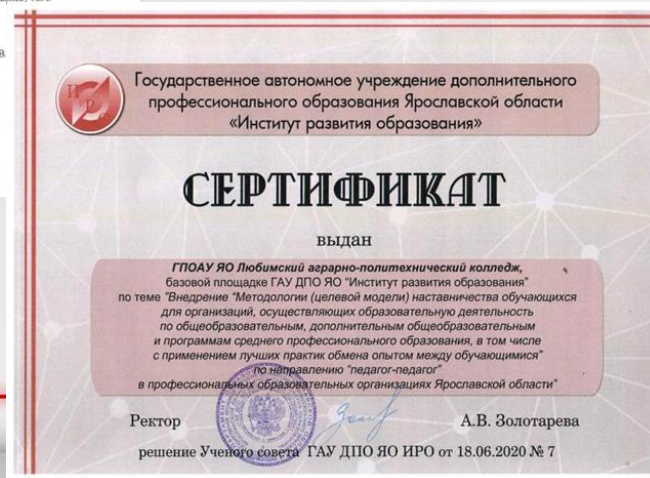 Государственное автономное учреждение дополнительного
профессионального образования Ярославской области
«Институт развития образования»
СЕРТИФИКАТ
выдан
ГПОАУ ЯО Любимский аграрно-политехнический колледж,
базовой площадке ГАУ ДПО ЯО "Институт развития образования"
по теме "Внедрение "Методологии (целевой модели) наставничества обучающихся
для организаций, осуществляющих образовательную деятельность
по общеобразовательным, дополнительным общеобразовательным
и программам среднего профессионального образования, в том числе
с применением лучших практик обмена опытом между обучающимися"
по направлению "педагог-педагог"
в профессиональных образовательных организациях Ярославской области"
Ректор А.В. Золотарева
решение Ученого совета ГАУ ДПО ЯО ИРО от 18.06.2020 № 7